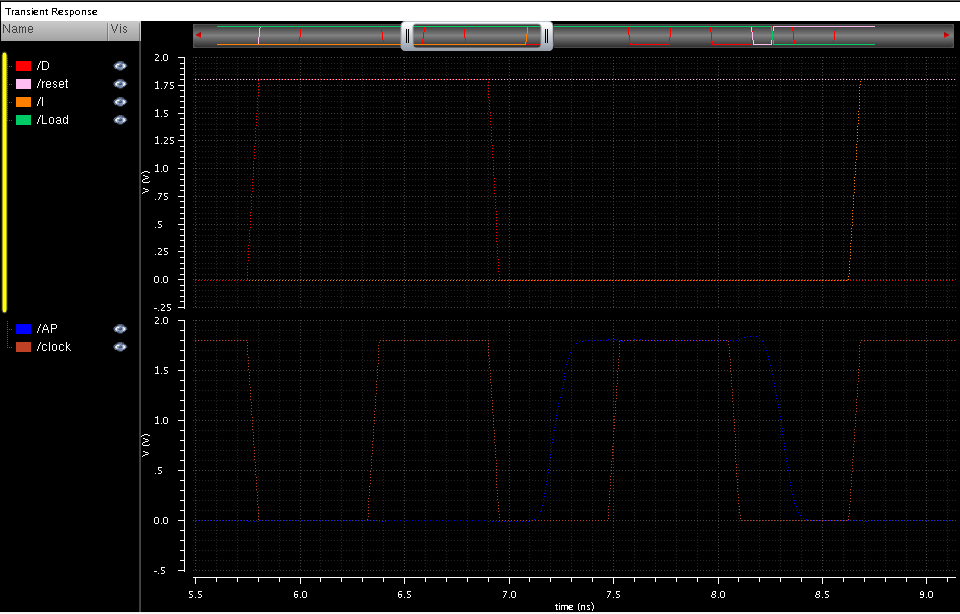 Transient Response
Name Vis
/D
/reset
/I
/Load
/AP
/clock
2.0
1.75
1.5
1.25
1.0
.75
.5
.25
0.0
-.25
V (V)
2.0
1.5
1.0
.5
0.0
-.5
V (V)
5.5 6.0 6.5 7.0 7.5 8.0 8.5 9.0
time (ns)